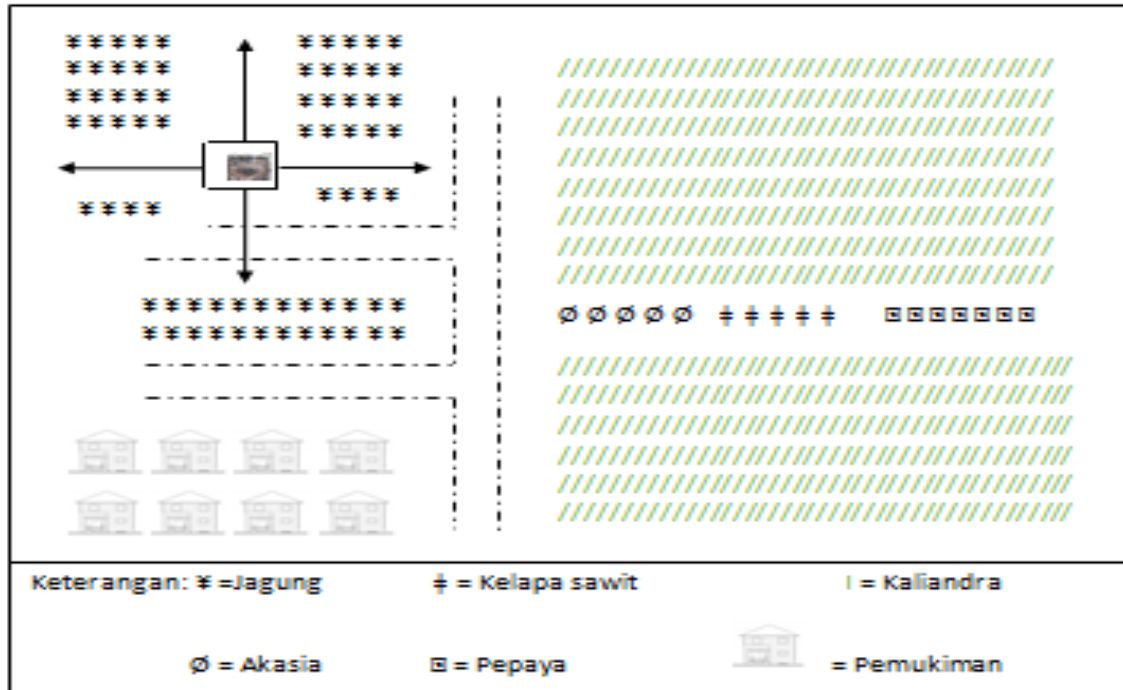 Keterangan: ¥ =Jagung ǂ = Kelapa sawit I = Kaliandra
Ø = Akasia ⊡ = Pepaya = Pemukiman